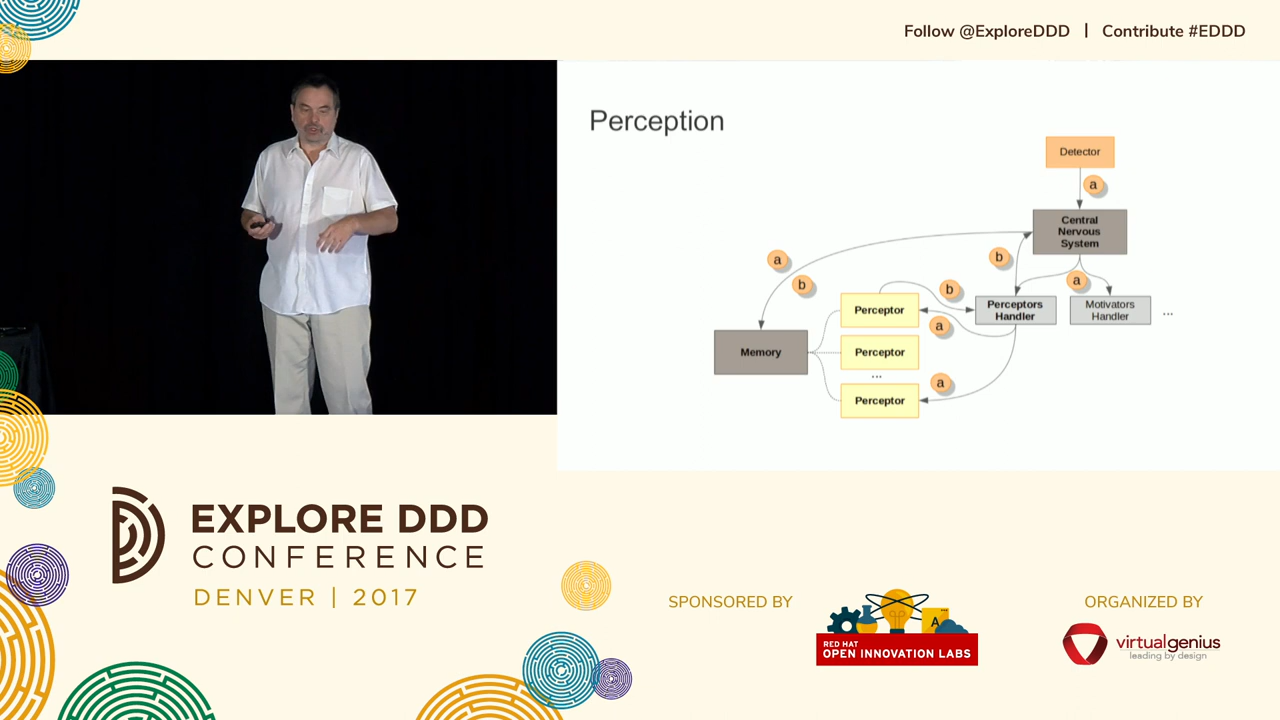 Follow @ExploreDDD | Contribute #EDDD
Perception
Detector
a
Central
Nervous
System
a
b
b
a
b
Perceptors
Handler
Motivators
Handler
...
Perceptor
a
Memory
Perceptor
...
Perceptor
a
EXPLORE DDD
CONFERENCE
DENVER | 2017
SPONSORED BY
A
RED HAT
OPEN INNOVATION LABS
ORGANIZED BY
virtualgenius
leading by design